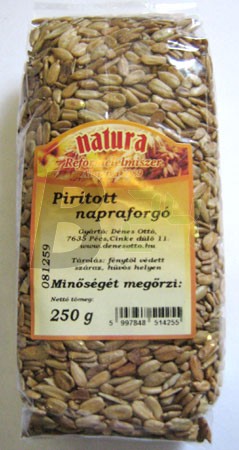 natura
Reformélelmiszer
Pirított
napraforgó
Gyártó: Dénes Ottó,
7635 Pécs,Cinke dűlő 11.
www.denesotto.hu
Tárolás: fénytől védett
száraz, hűvös helyen
Minőségét megőrzi:
Nettó tömeg:
250 g
5 997848 514255
081259